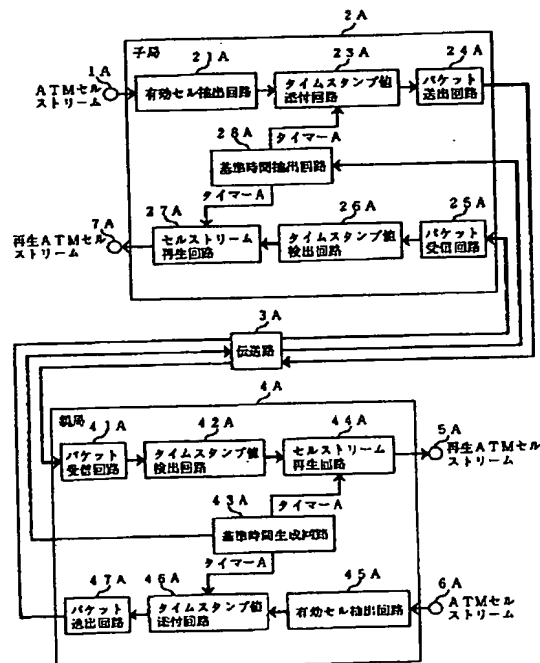 2A
子局
1A
ATMセル
ストリーム
21A
有効セル抽出回路
23A
タイムスタンプ値
添付回路
24A
パケット
送出回路
タイマーA
28A
基準時間抽出回路
タイマーA
27A
セルストリーム
再生回路
26A
タイムスタンプ値
検出回路
25A
パケット
受信回路
7A
再生ATMセル
ストリーム
3A
伝送路
4A
親局
41A
パケット
受信回路
42A
タイムスタンプ値
検出回路
44A
セルストリーム
再生回路
5A
再生ATMセル
ストリーム
タイマーA
43A
基準時間生成回路
タイマーA
47A
パケット
送出回路
46A
タイムスタンプ値
添付回路
45A
有効セル抽出回路
6A
ATMセル
ストリーム